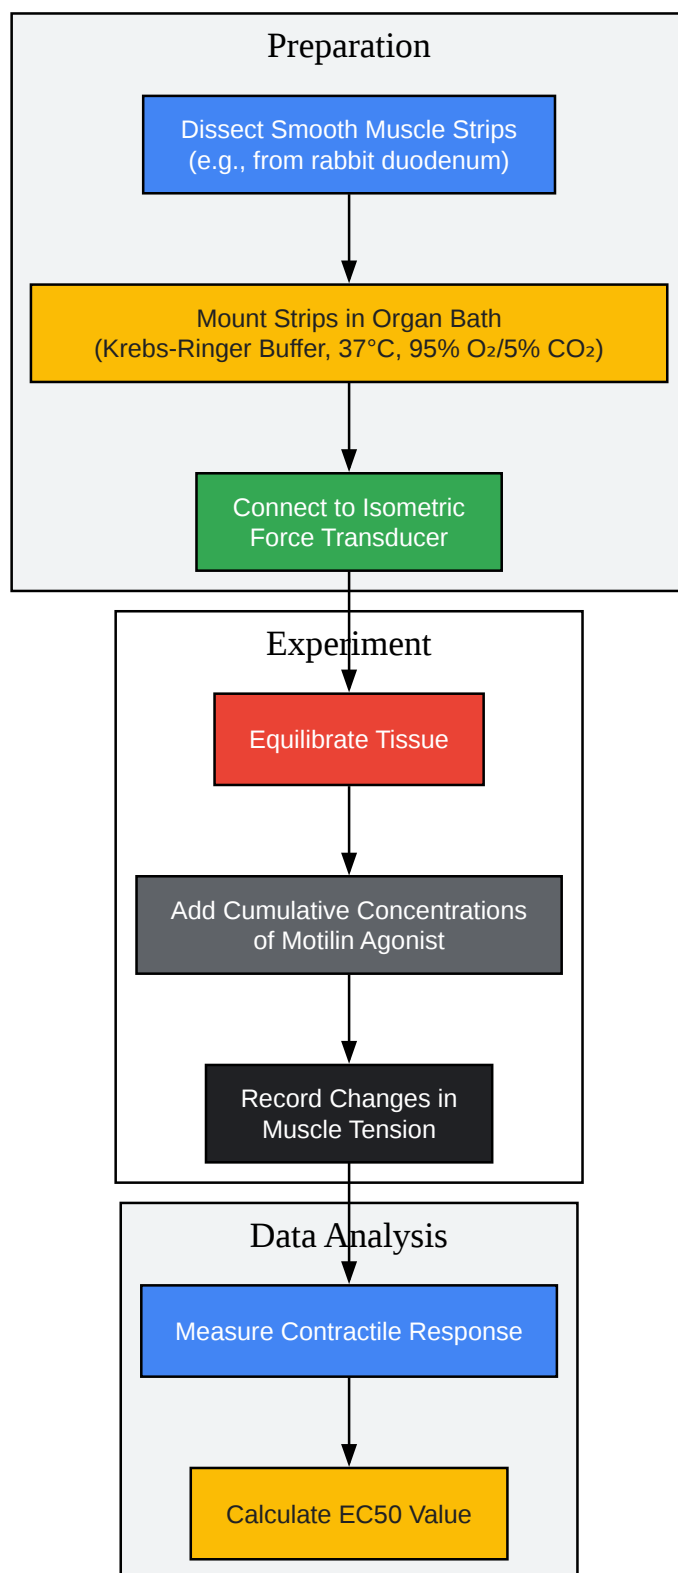 Preparation
Dissect Smooth Muscle Strips
(e.g., from rabbit duodenum)
Mount Strips in Organ Bath
(Krebs-Ringer Buffer, 37°C, 95% O₂/5% CO₂)
Connect to Isometric
Force Transducer
Experiment
Equilibrate Tissue
Add Cumulative Concentrations
of Motilin Agonist
Record Changes in
Muscle Tension
Data Analysis
Measure Contractile Response
Calculate EC50 Value